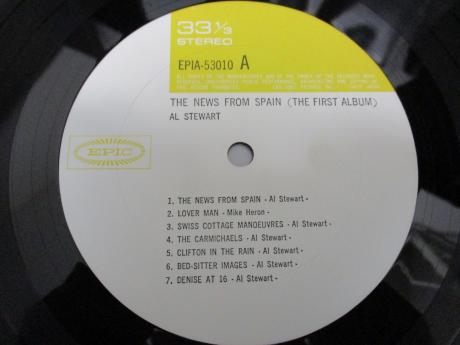 33 1/3
STEREO
EPIA-53010 A
THE NEWS FROM SPAIN (THE FIRST ALBUM)
AL STEWART
EPIC
1. THE NEWS FROM SPAIN - Al Stewart -
2. LOVER MAN - Mike Heron -
3. SWISS COTTAGE MANOEUVRES - Al Stewart -
4. THE CARMICHAELS - Al Stewart -
5. CLIFTON IN THE RAIN - Al Stewart -
6. BED-SITTER IMAGES - Al Stewart -
7. DENISE AT 16 - Al Stewart -